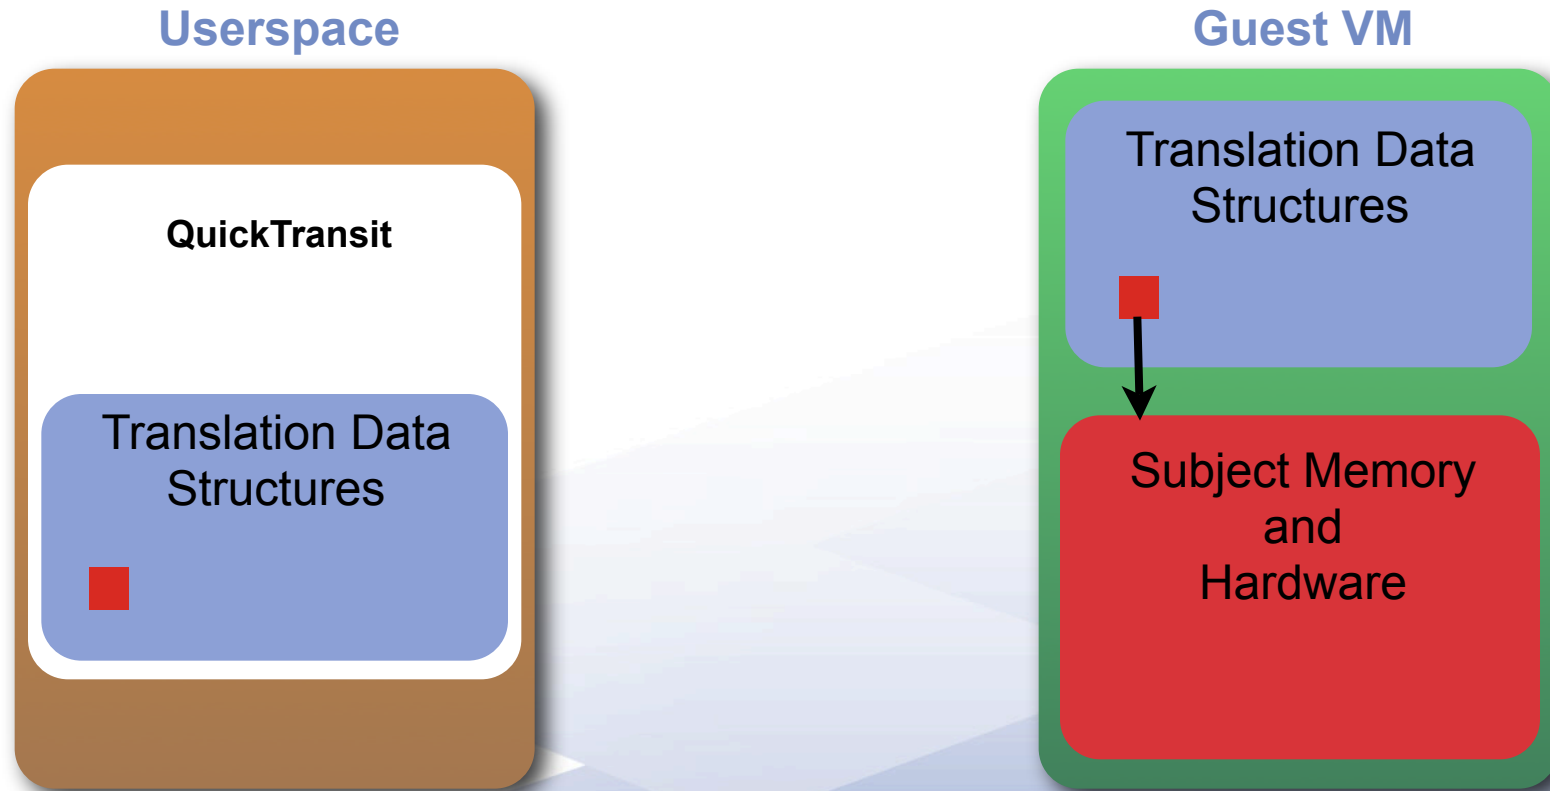 Userspace
Guest VM
QuickTransit
Translation Data
Structures
Translation Data
Structures
Subject Memory
and
Hardware